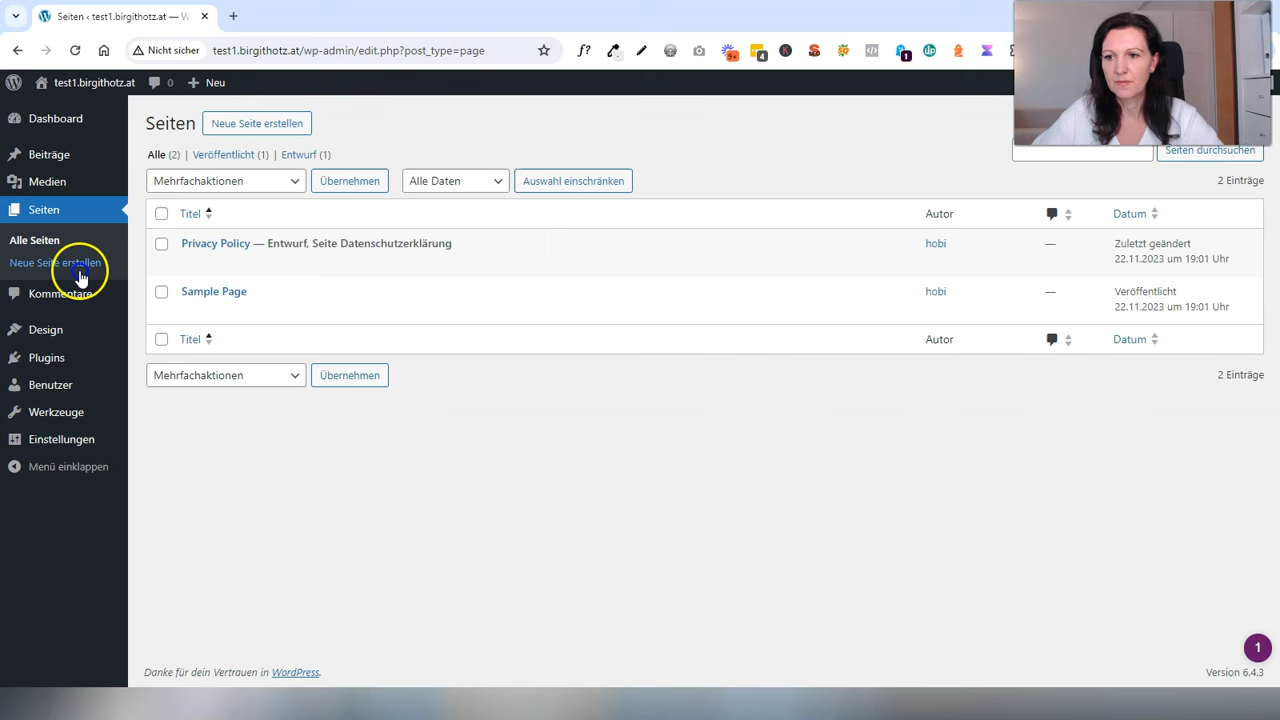 Seiten ‹ test1.birgithotz.at — W
Nicht sicher
test1.birgithotz.at/wp-admin/edit.php?post_type=page
f?
9+
4
1
up
test1.birgithotz.at
0
Neu
Dashboard
Beiträge
Medien
Seiten
Alle Seiten
Neue Seite erstellen
Kommentare
Design
Plugins
Benutzer
Werkzeuge
Einstellungen
Menü einklappen
Seiten
Neue Seite erstellen
Alle (2) | Veröffentlicht (1) | Entwurf (1)
Seiten durchsuchen
Mehrfachaktionen
Übernehmen
Alle Daten
Auswahl einschränken
2 Einträge
Titel
Autor
Datum
Privacy Policy — Entwurf, Seite Datenschutzerklärung
hobi
—
Zuletzt geändert
22.11.2023 um 19:01 Uhr
Sample Page
hobi
—
Veröffentlicht
22.11.2023 um 19:01 Uhr
Titel
Autor
Datum
Mehrfachaktionen
Übernehmen
2 Einträge
1
Danke für dein Vertrauen in WordPress.
Version 6.4.3